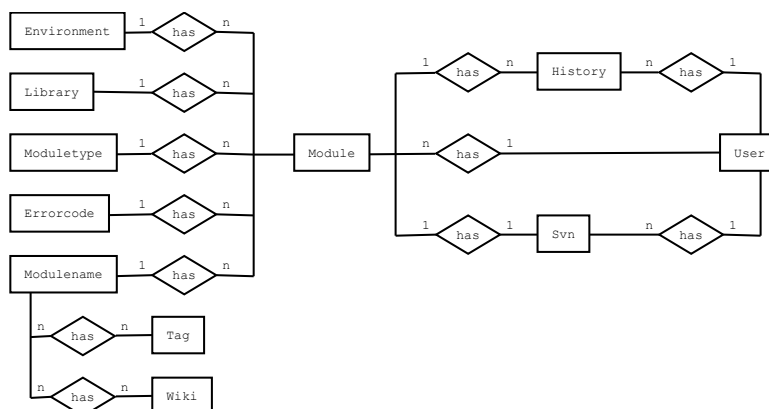 Environment 1 has n
Library 1 has n
Moduletype 1 has n
Errorcode 1 has n
Modulename 1 has n
n has n Tag
n has n Wiki
Module
1 has n History n has 1
n has 1 User
1 has 1 Svn n has 1